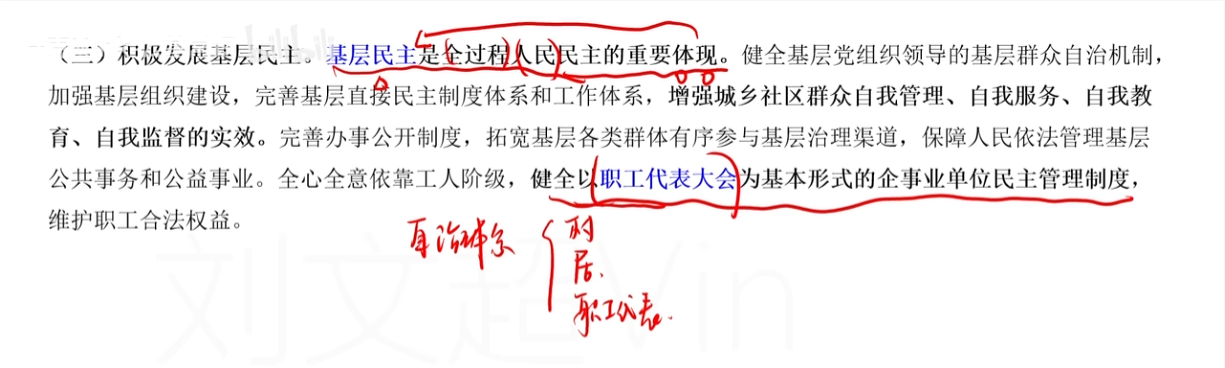 （三）积极发展基层民主。基层民主是全过程人民民主的重要体现。健全基层党组织领导的基层群众自治机制，
加强基层组织建设，完善基层直接民主制度体系和工作体系，增强城乡社区群众自我管理、自我服务、自我教
育、自我监督的实效。完善办事公开制度，拓宽基层各类群体有序参与基层治理渠道，保障人民依法管理基层
公共事务和公益事业。全心全意依靠工人阶级，健全以职工代表大会为基本形式的企事业单位民主管理制度，
维护职工合法权益。
自治体系
村
居
职工代表
刘文超Vin